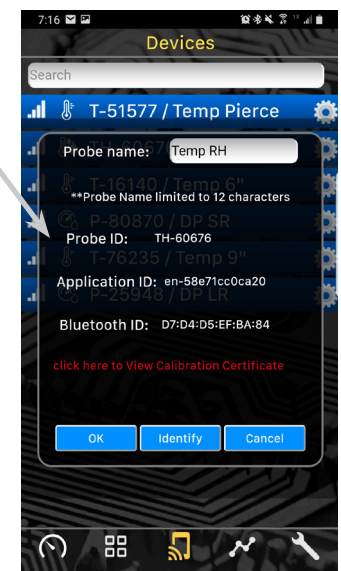 7:16
Devices
Search
T-51577 / Temp Pierce
TH-6067
Probe name: Temp RH
T-16140 / Temp 6"
**Probe Name limited to 12 characters
P-80870 / DP SR
Probe ID: TH-60676
T-76235 / Temp 9"
Application ID: en-58e71cc0ca20
P-25948 / DP LR
Bluetooth ID: D7:D4:D5:EF:BA:84
click here to View Calibration Certificate
OK Identify Cancel